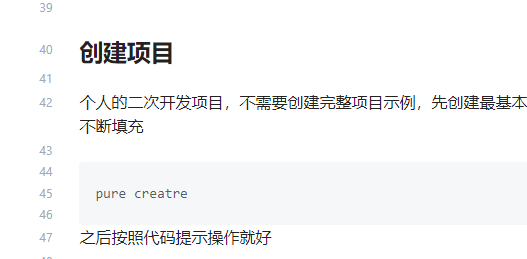 39
40 创建项目
41
42 个人的二次开发项目，不需要创建完整项目示例，先创建最基本
不断填充
43
44
45 pure creatre
46
47 之后按照代码提示操作就好